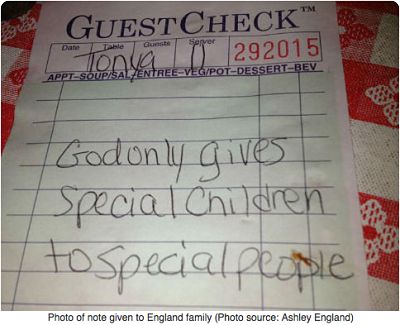 GUESTCHECK™
Date Table Guests Server
Tonya
292015
APPT-SOUP/SAL/ENTREE-VEG/POT-DESSERT-BEV
God only gives
Special Children
to special people
Photo of note given to England family (Photo source: Ashley England)